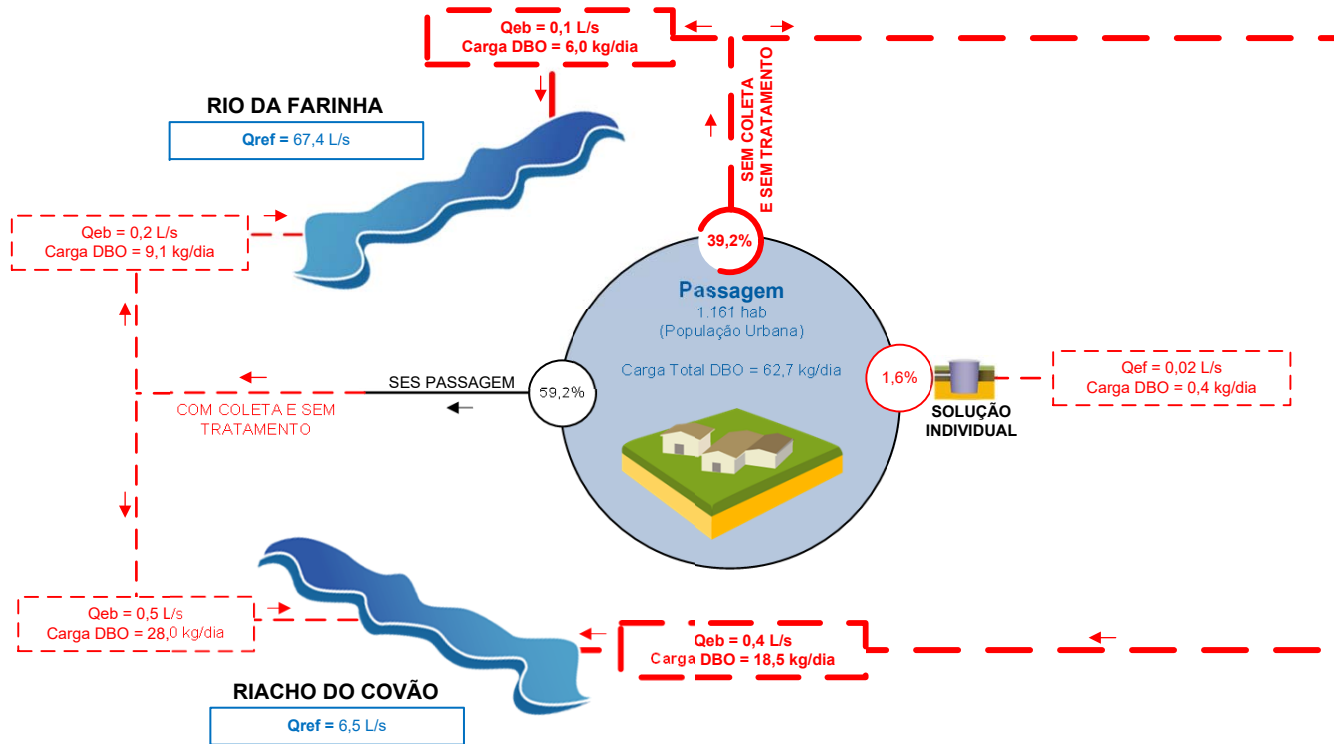 Qeb = 0,1 L/s
Carga DBO = 6,0 kg/dia
RIO DA FARINHA
Qref = 67,4 L/s
SEM COLETA
E SEM TRATAMENTO
Qeb = 0,2 L/s
Carga DBO = 9,1 kg/dia
39,2%
Passagem
1.161 hab
(População Urbana)
Carga Total DBO = 62,7 kg/dia
SES PASSAGEM
59,2%
COM COLETA E SEM
TRATAMENTO
1,6%
SOLUÇÃO
INDIVIDUAL
Qef = 0,02 L/s
Carga DBO = 0,4 kg/dia
Qeb = 0,5 L/s
Carga DBO = 28,0 kg/dia
Qeb = 0,4 L/s
Carga DBO = 18,5 kg/dia
RIACHO DO COVÃO
Qref = 6,5 L/s